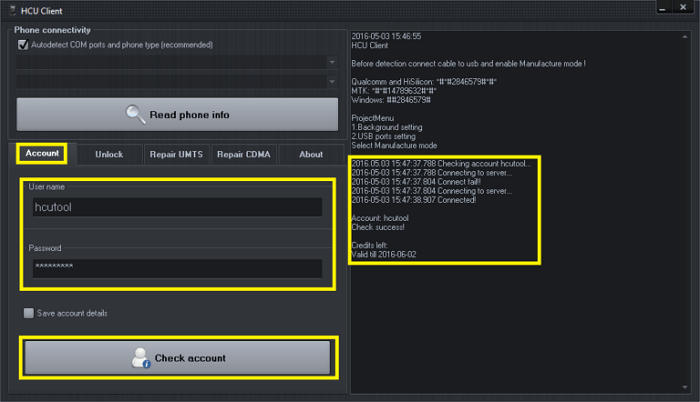 HCU Client
Phone connectivity
Autodetect COM ports and phone type (recommended)
Read phone info
Account
Unlock
Repair UMTS
Repair CDMA
About
User name
hcutool
Password
*********
Save account details
Check account
2016-05-03 15:46:55
HCU Client
Before detection connect cable to usb and enable Manufacture mode !
Qualcomm and HiSilicon: *#*#2846579#*#*
MTK: *#*#14789632#*#*
Windows: ##2846579#
ProjectMenu
1.Background setting
2.USB ports setting
Select Manufacture mode
2016-05-03 15:47:37.788 Checking account hcutool...
2016-05-03 15:47:37.788 Connecting to server...
2016-05-03 15:47:37.804 Connect fail!!
2016-05-03 15:47:37.804 Connecting to server...
2016-05-03 15:47:38.907 Connected!
Account: hcutool
Check success!
Credits left:
Valid till 2016-06-02